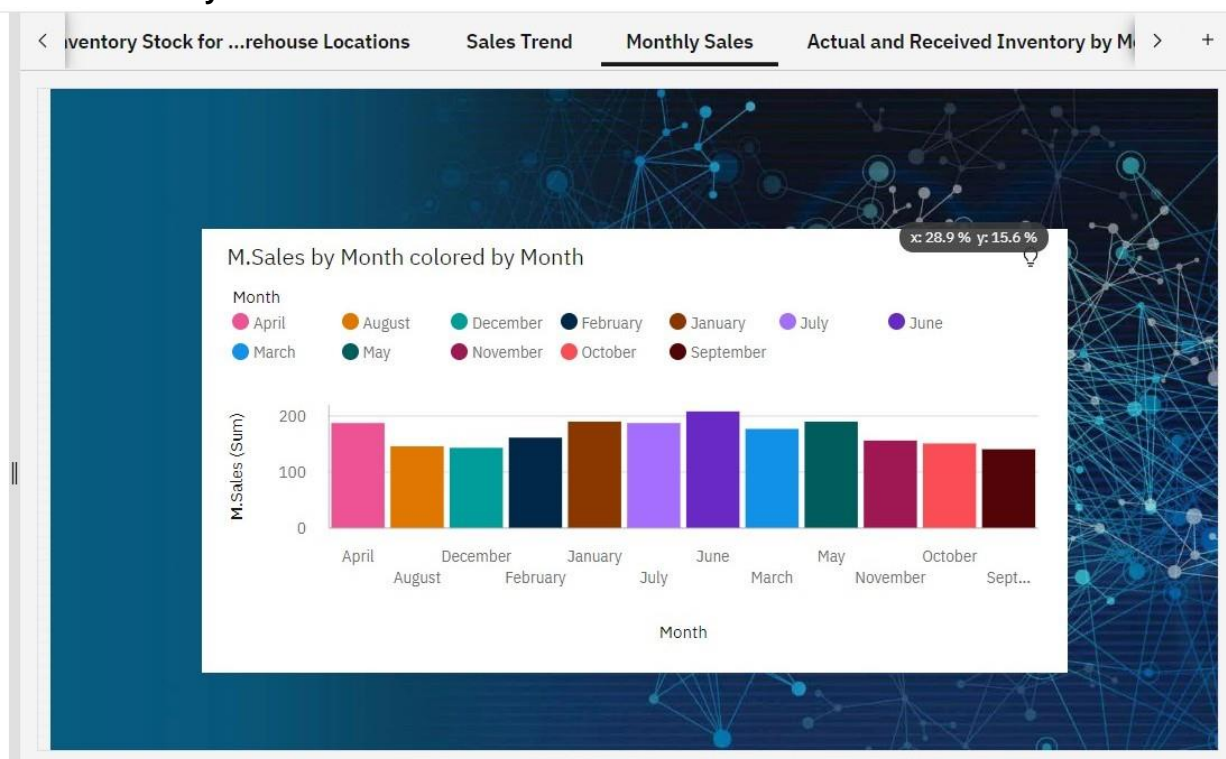 ventory Stock for ...rehouse Locations Sales Trend Monthly Sales Actual and Received Inventory by M
x: 28.9 % y: 15.6 %
M.Sales by Month colored by Month
Month
April August December February January July June
March May November October September
M.Sales (Sum)
200
100
0
April December January June May October
August February July March November Sept...
Month